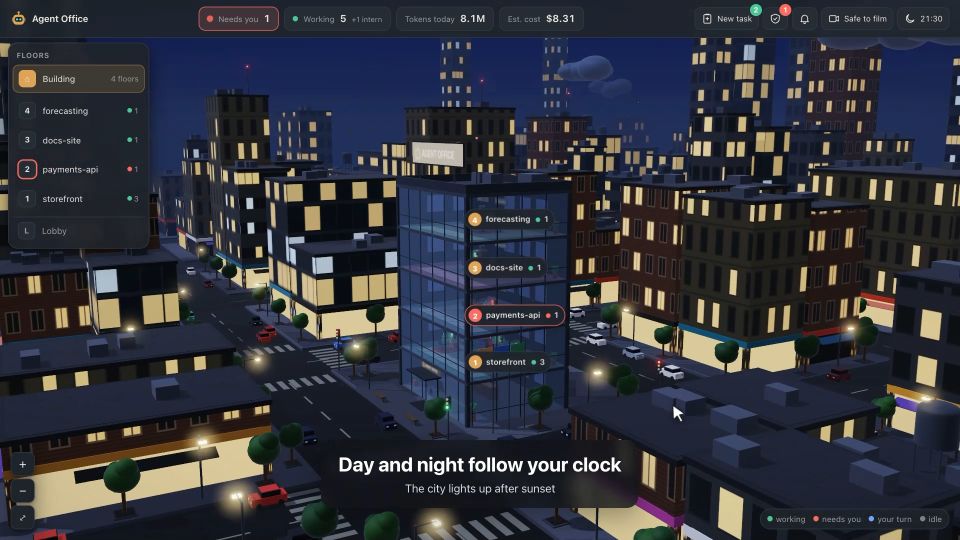 Agent Office
Needs you 1
Working 5 +1 intern
Tokens today 8.1M
Est. cost $8.31
New task 2
1
Safe to film
21:30
FLOORS
Building 4 floors
4 forecasting 1
3 docs-site 1
2 payments-api 1
1 storefront 3
L Lobby
AGENT OFFICE
4 forecasting 1
3 docs-site 1
2 payments-api 1
1 storefront 3
Day and night follow your clock
The city lights up after sunset
+
−
working needs you your turn idle